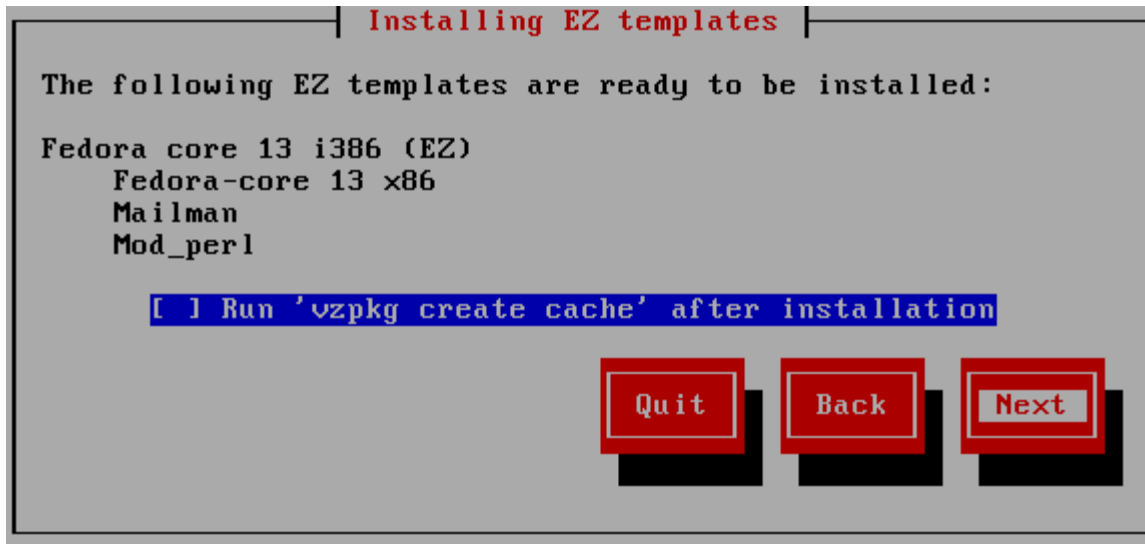 Installing EZ templates
The following EZ templates are ready to be installed:
Fedora core 13 i386 (EZ)
Fedora-core 13 x86
Mailman
Mod_perl
[ ] Run 'vzpkg create cache' after installation
Quit Back Next